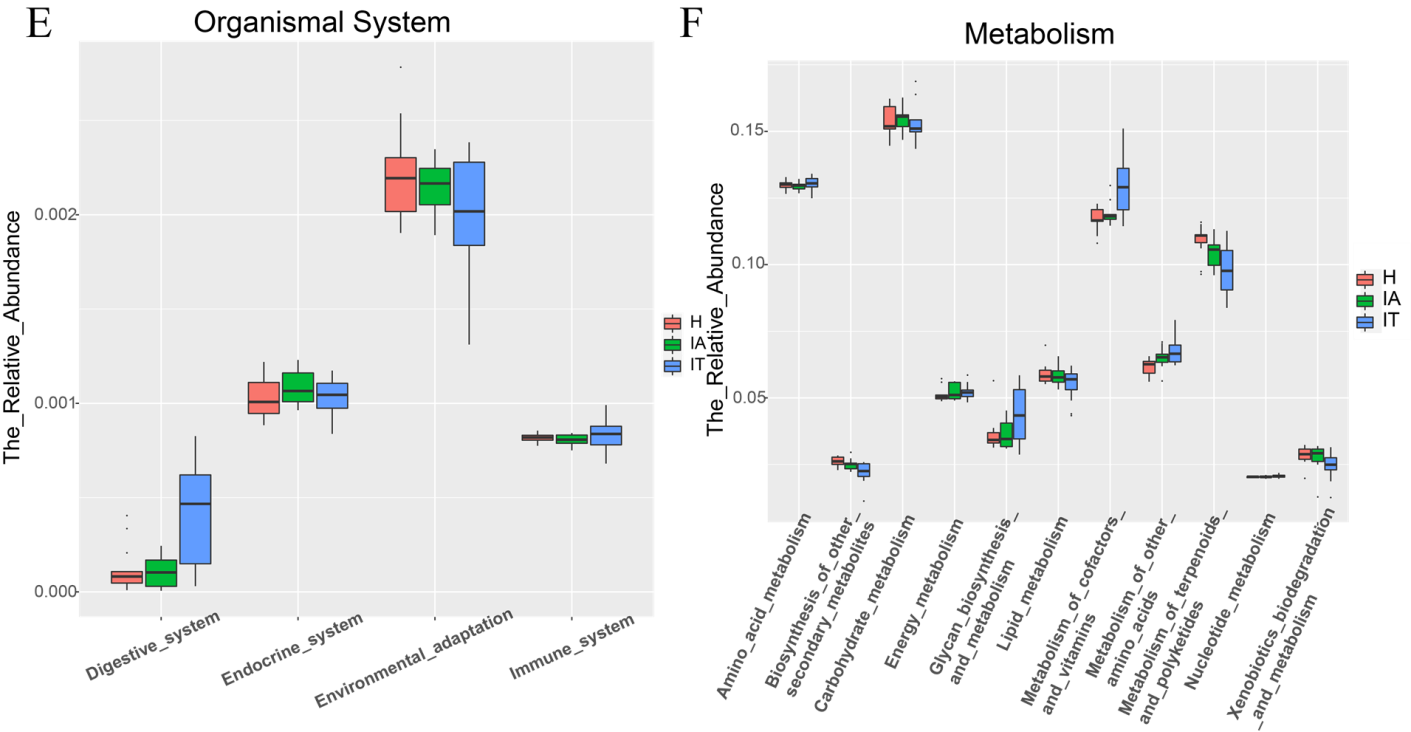 E
Organismal System
The_Relative_Abundance
0.002
0.001
0.000
Digestive_system
Endocrine_system
Environmental_adaptation
Immune_system
H
IA
IT
F
Metabolism
The_Relative_Abundance
0.15
0.10
0.05
Amino_acid_metabolism
Biosynthesis_of_other_
secondary_metabolites
Carbohydrate_metabolism
Energy_metabolism
Glycan_biosynthesis_
and_metabolism
Lipid_metabolism
Metabolism_of_cofactors_
and_vitamins
Metabolism_of_other_
amino_acids
Metabolism_of_terpenoids_
and_polyketides
Nucleotide_metabolism
Xenobiotics_biodegradation
_and_metabolism
H
IA
IT